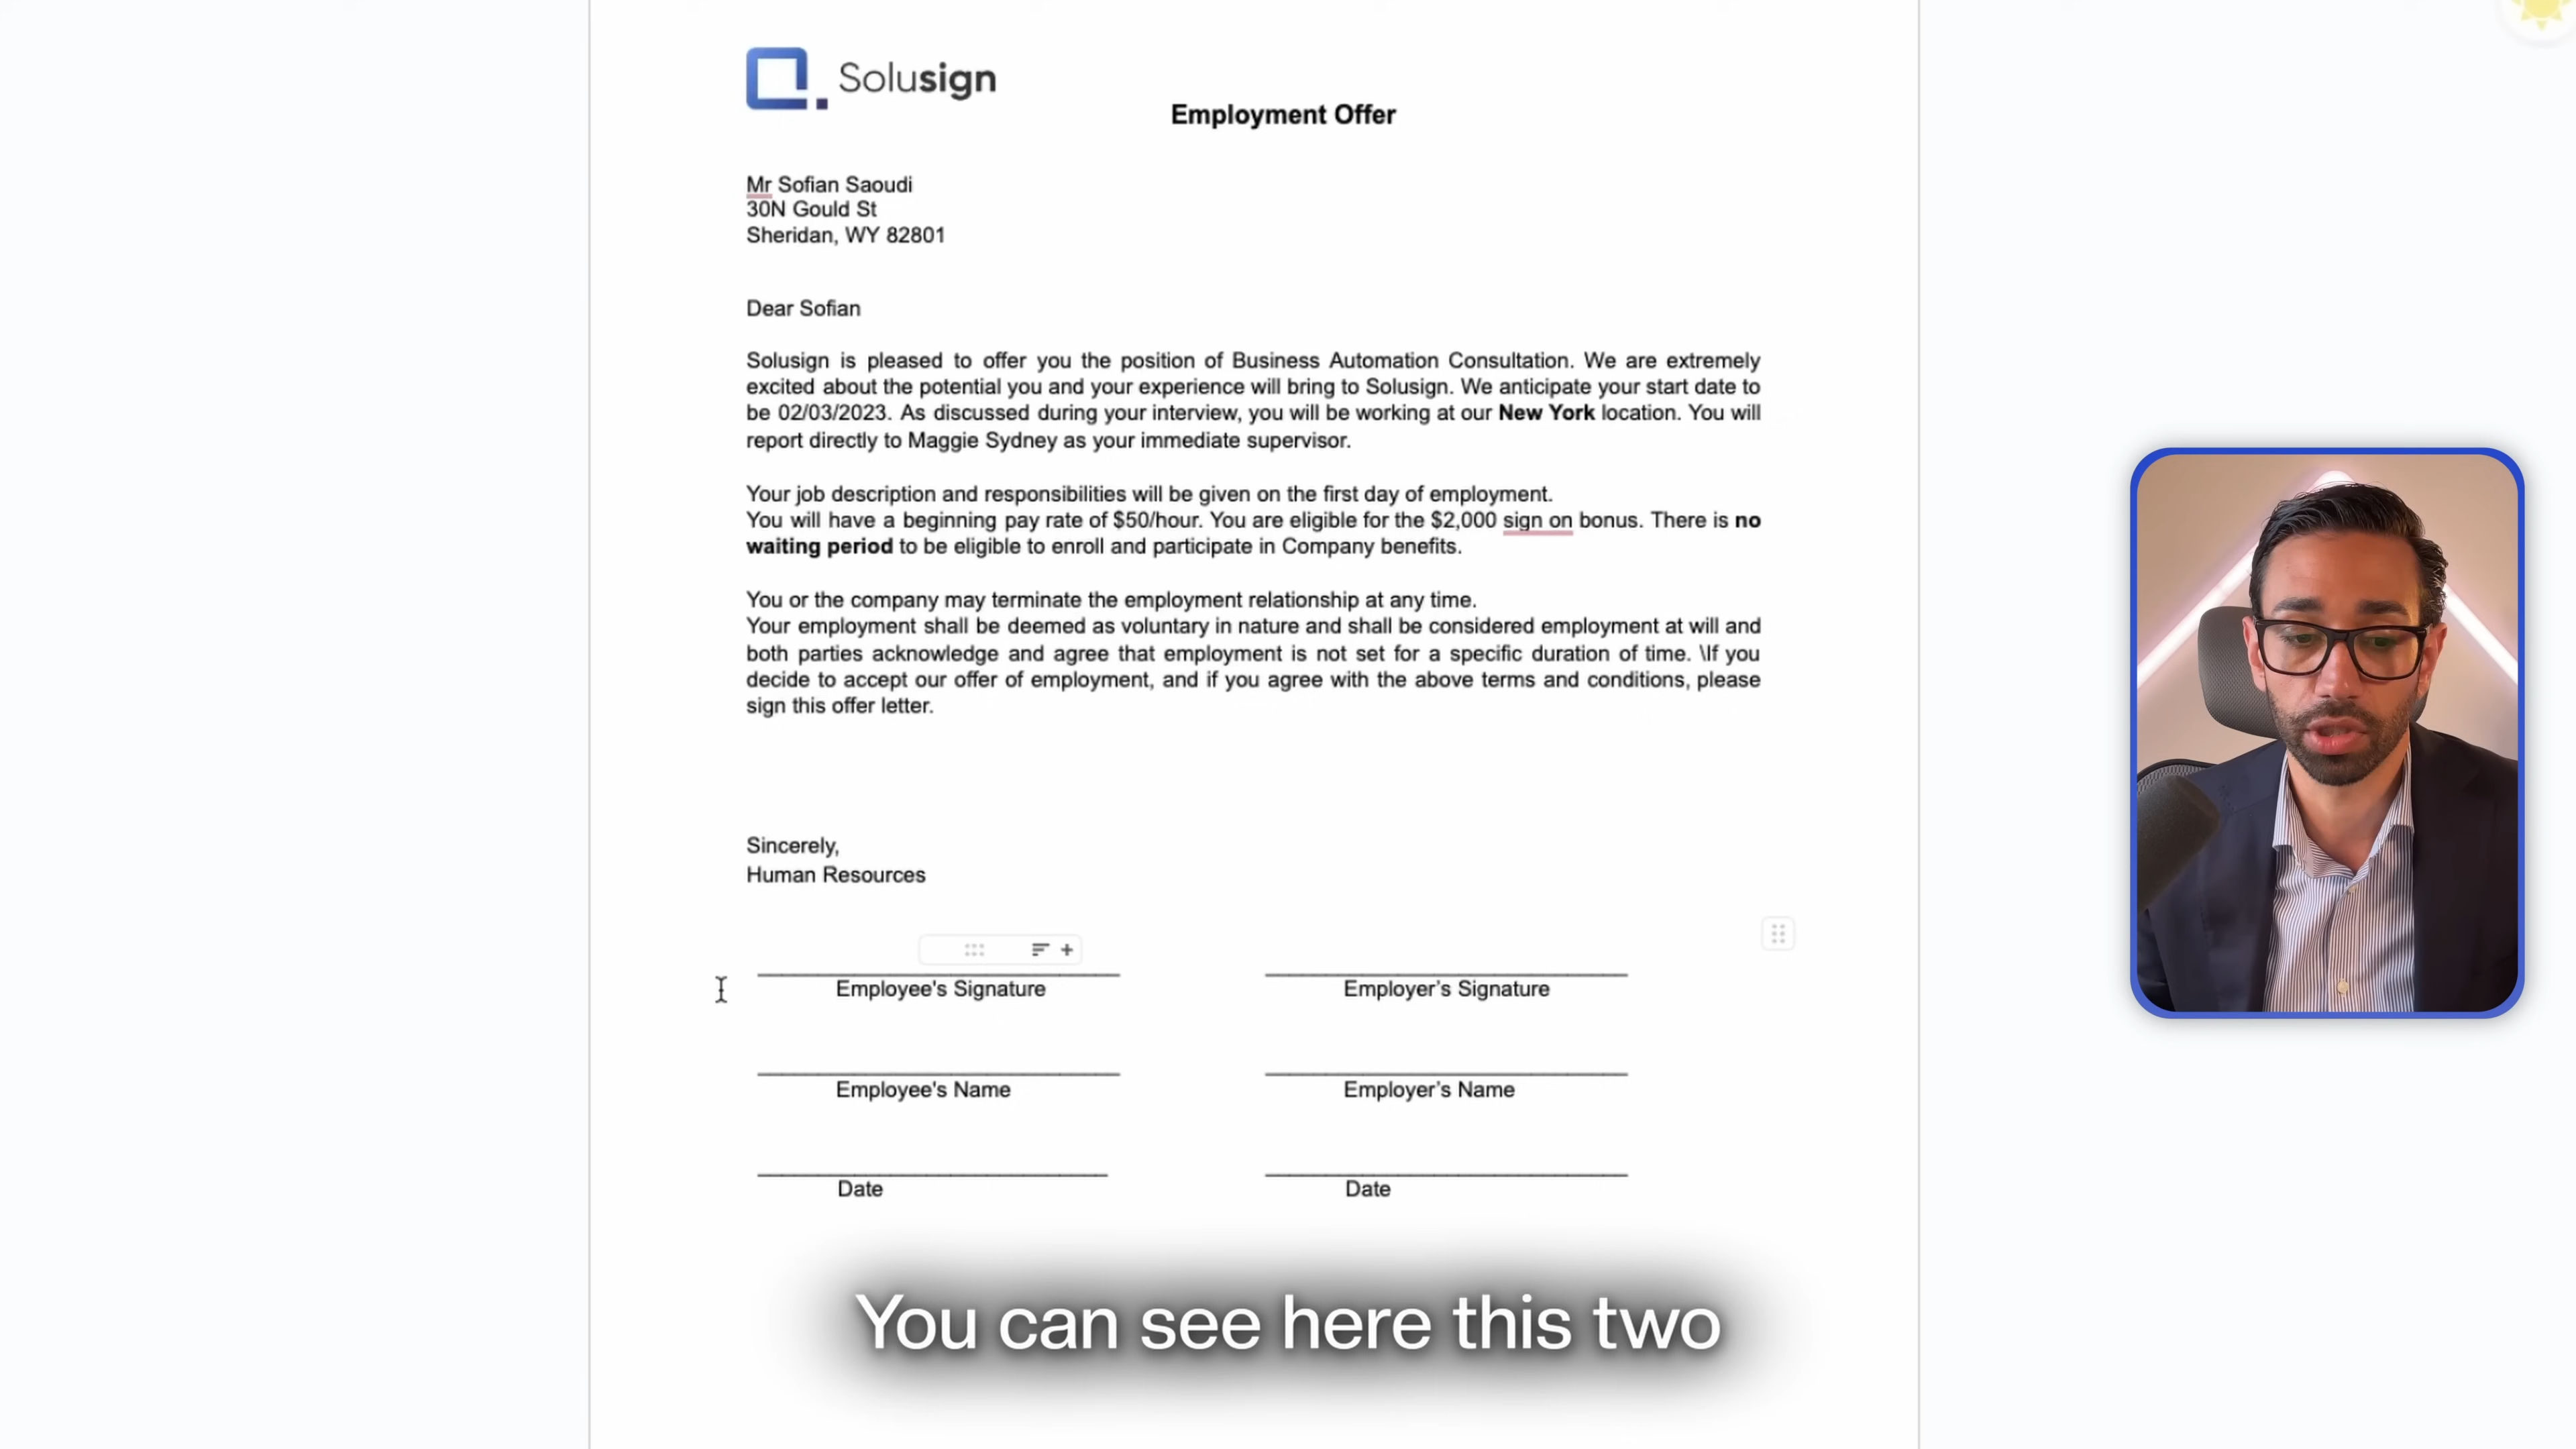 Solusign
Employment Offer
Mr Sofian Saoudi
30N Gould St
Sheridan, WY 82801
Dear Sofian
Solusign is pleased to offer you the position of Business Automation Consultation. We are extremely
excited about the potential you and your experience will bring to Solusign. We anticipate your start date to
be 02/03/2023. As discussed during your interview, you will be working at our New York location. You will
report directly to Maggie Sydney as your immediate supervisor.
Your job description and responsibilities will be given on the first day of employment.
You will have a beginning pay rate of $50/hour. You are eligible for the $2,000 sign on bonus. There is no
waiting period to be eligible to enroll and participate in Company benefits.
You or the company may terminate the employment relationship at any time.
Your employment shall be deemed as voluntary in nature and shall be considered employment at will and
both parties acknowledge and agree that employment is not set for a specific duration of time. \If you
decide to accept our offer of employment, and if you agree with the above terms and conditions, please
sign this offer letter.
Sincerely,
Human Resources
Employee's Signature
Employer’s Signature
Employee's Name
Employer’s Name
Date
Date
You can see here this two